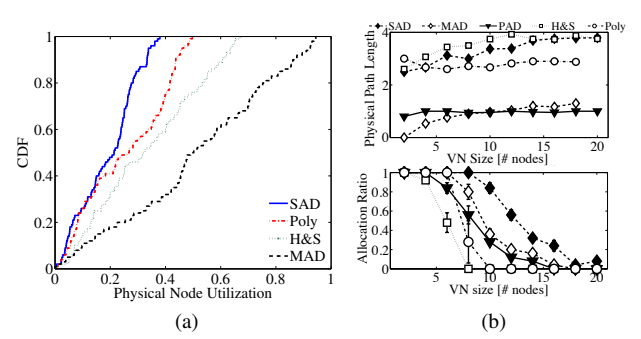 1
0.8
0.6
0.4
0.2
0
CDF
SAD
Poly
H&S
MAD
0 0.2 0.4 0.6 0.8 1
Physical Node Utilization
(a)
SAD MAD PAD H&S Poly
Physical Path Length
4
2
0
5 10 15 20
VN Size [# nodes]
Allocation Ratio
1
0.8
0.6
0.4
0.2
0
5 10 15 20
VN size [# nodes]
(b)